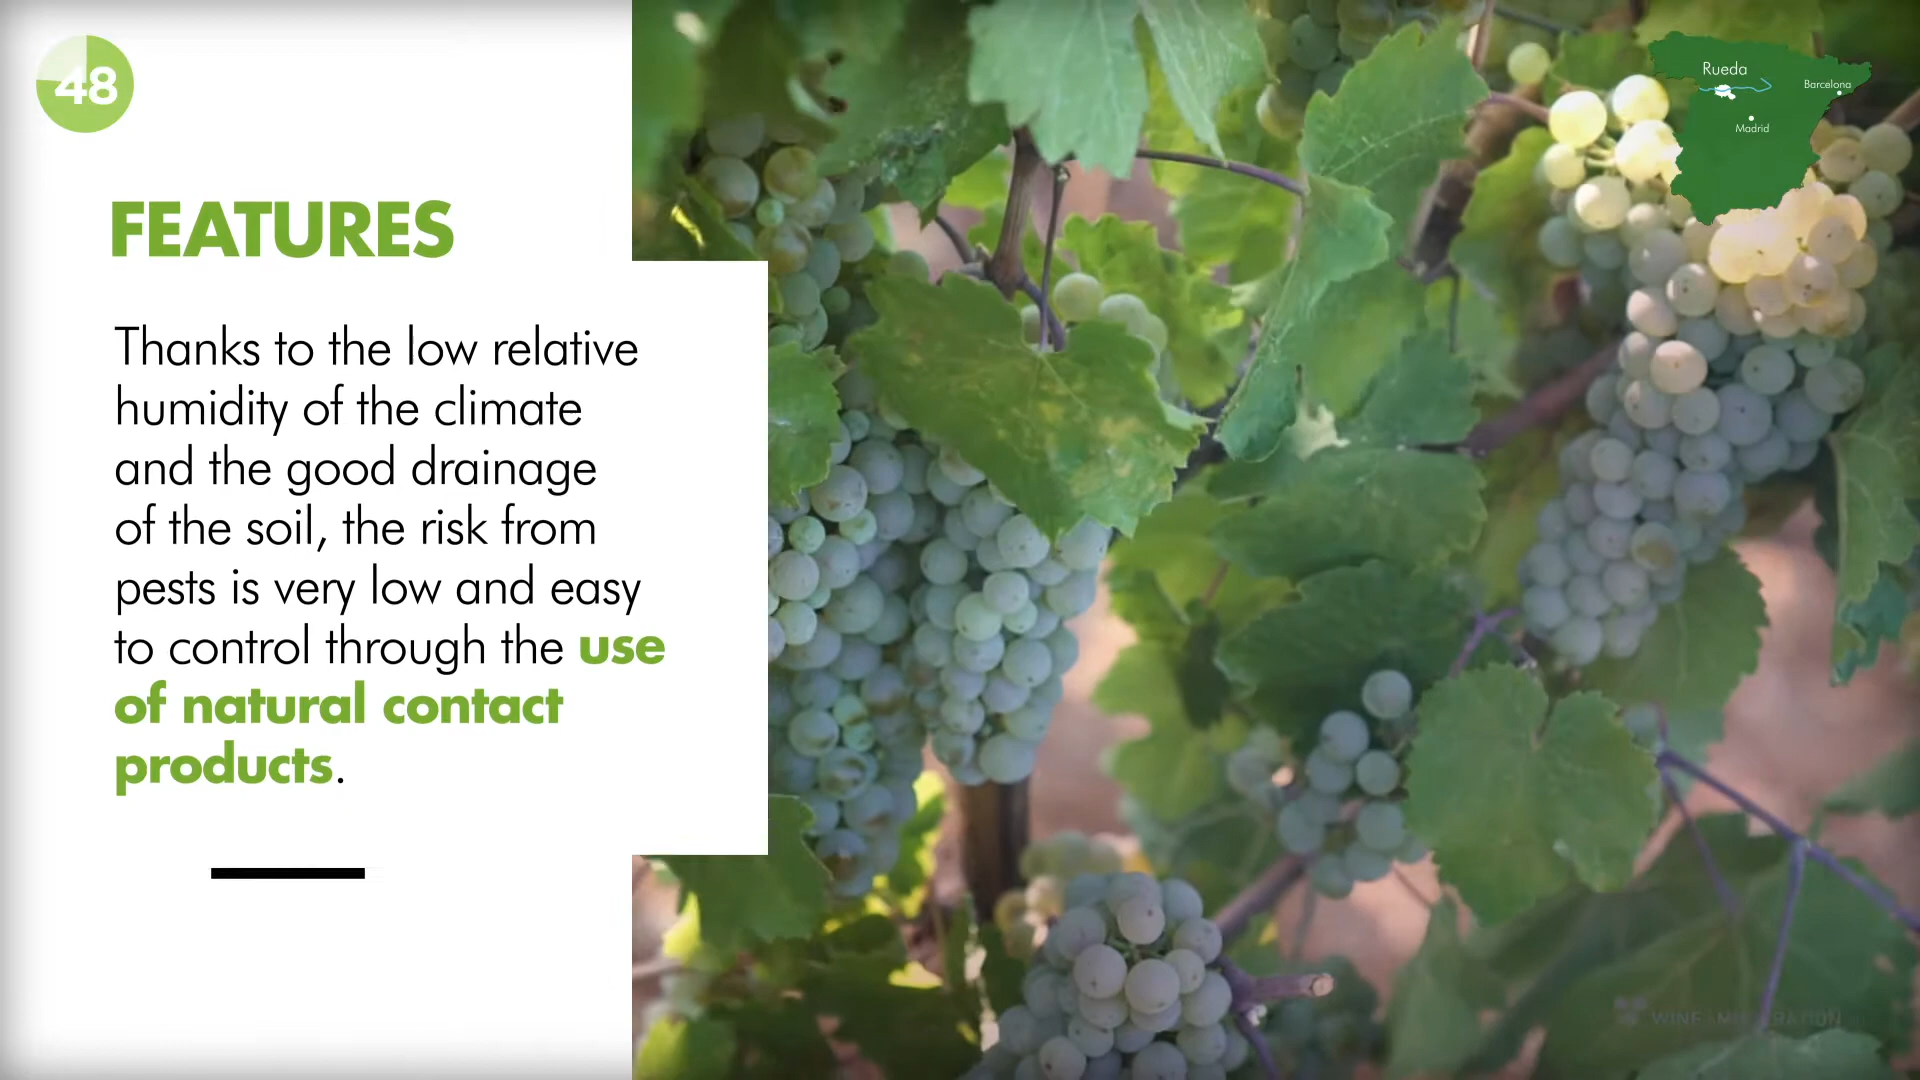 48
FEATURES
Thanks to the low relative
humidity of the climate
and the good drainage
of the soil, the risk from
pests is very low and easy
to control through the use
of natural contact
products.
Rueda
Barcelona
Madrid